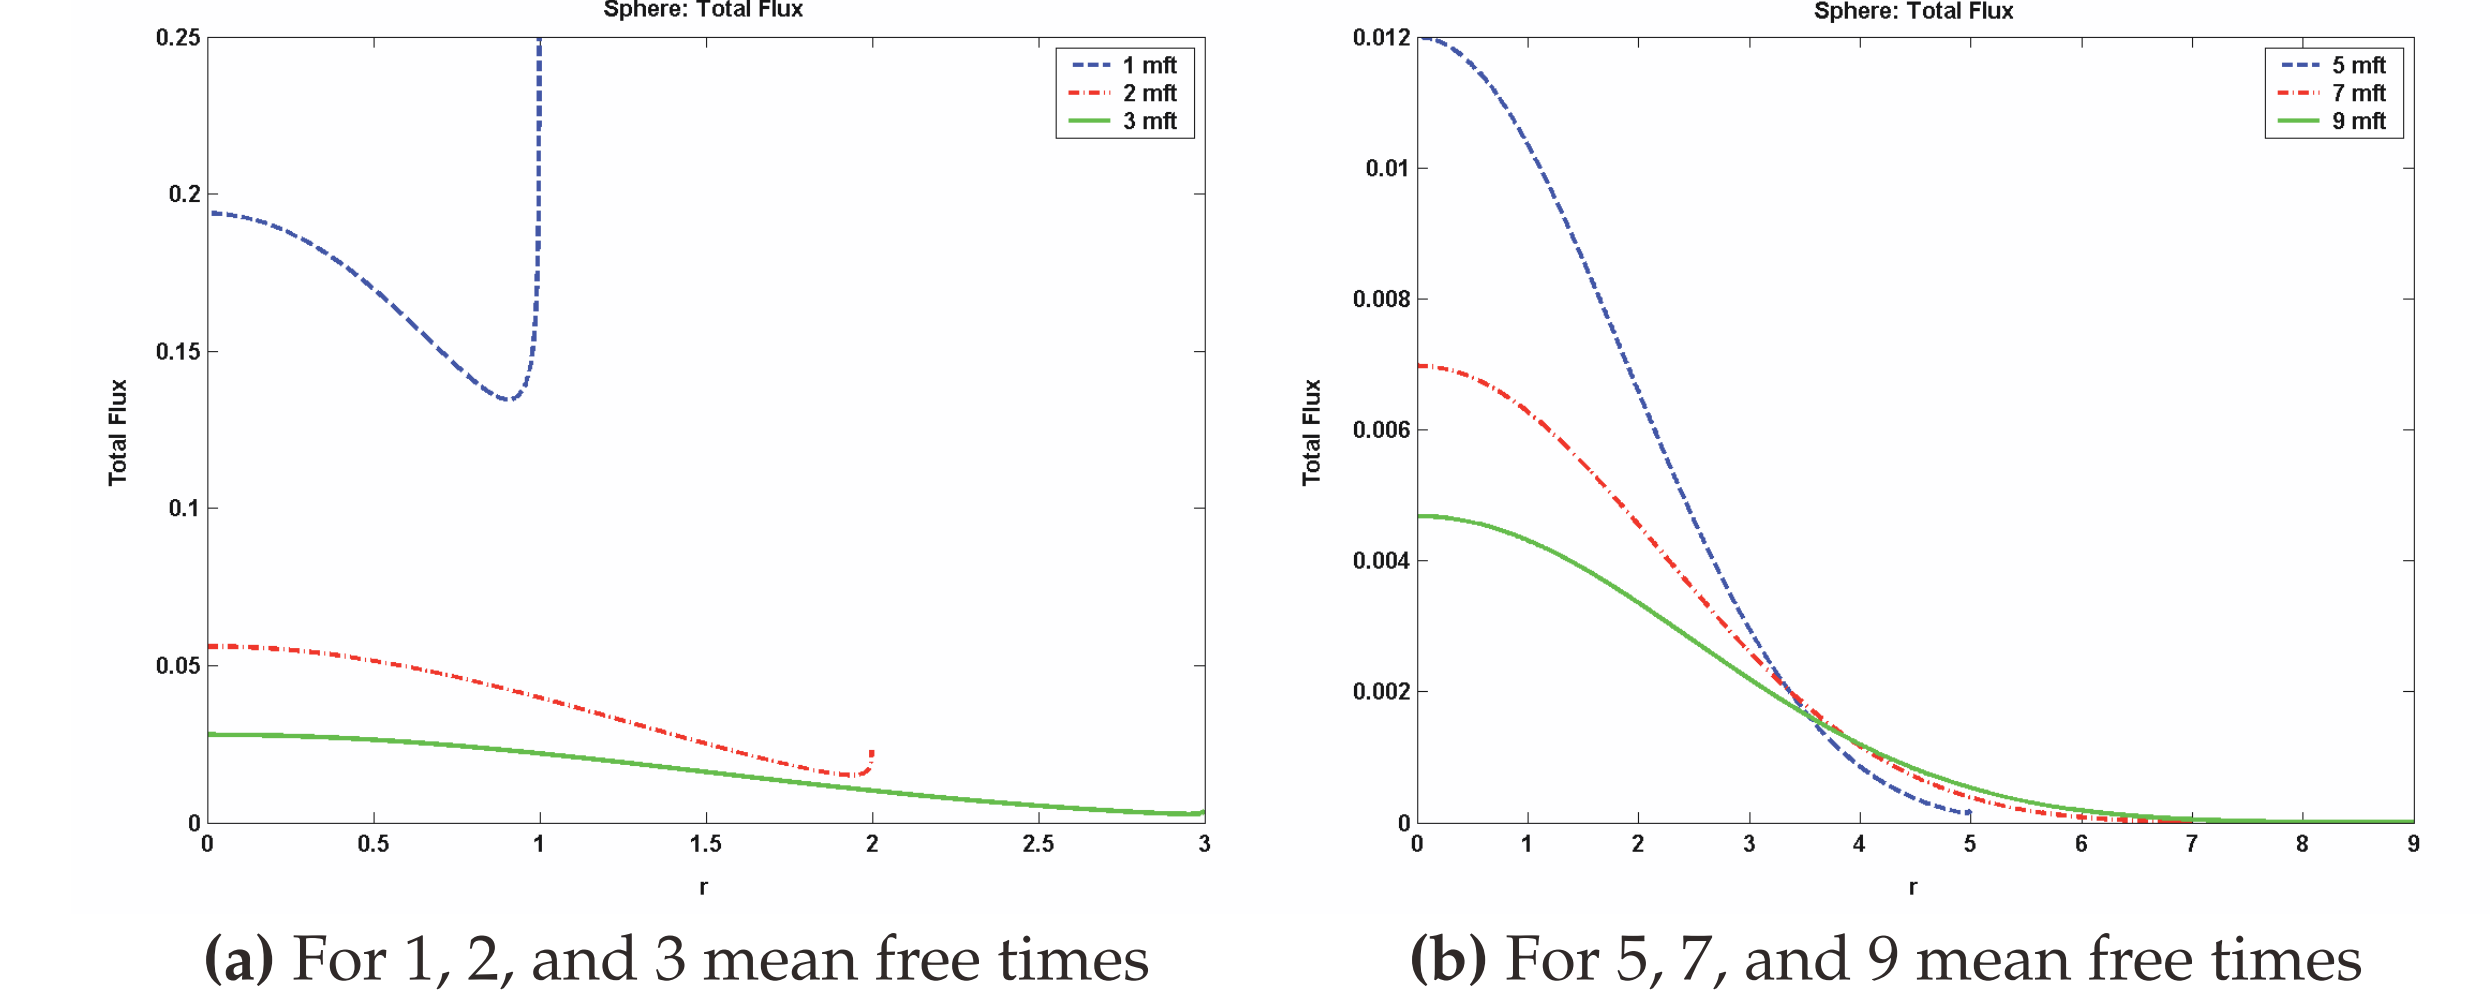 Sphere: Total Flux
0.25
0.2
0.15
0.1
0.05
0
Total Flux
1 mft
2 mft
3 mft
0 0.5 1 1.5 2 2.5 3
r
(a) For 1, 2, and 3 mean free times
Sphere: Total Flux
0.012
0.01
0.008
0.006
0.004
0.002
0
Total Flux
5 mft
7 mft
9 mft
0 1 2 3 4 5 6 7 8 9
r
(b) For 5, 7, and 9 mean free times